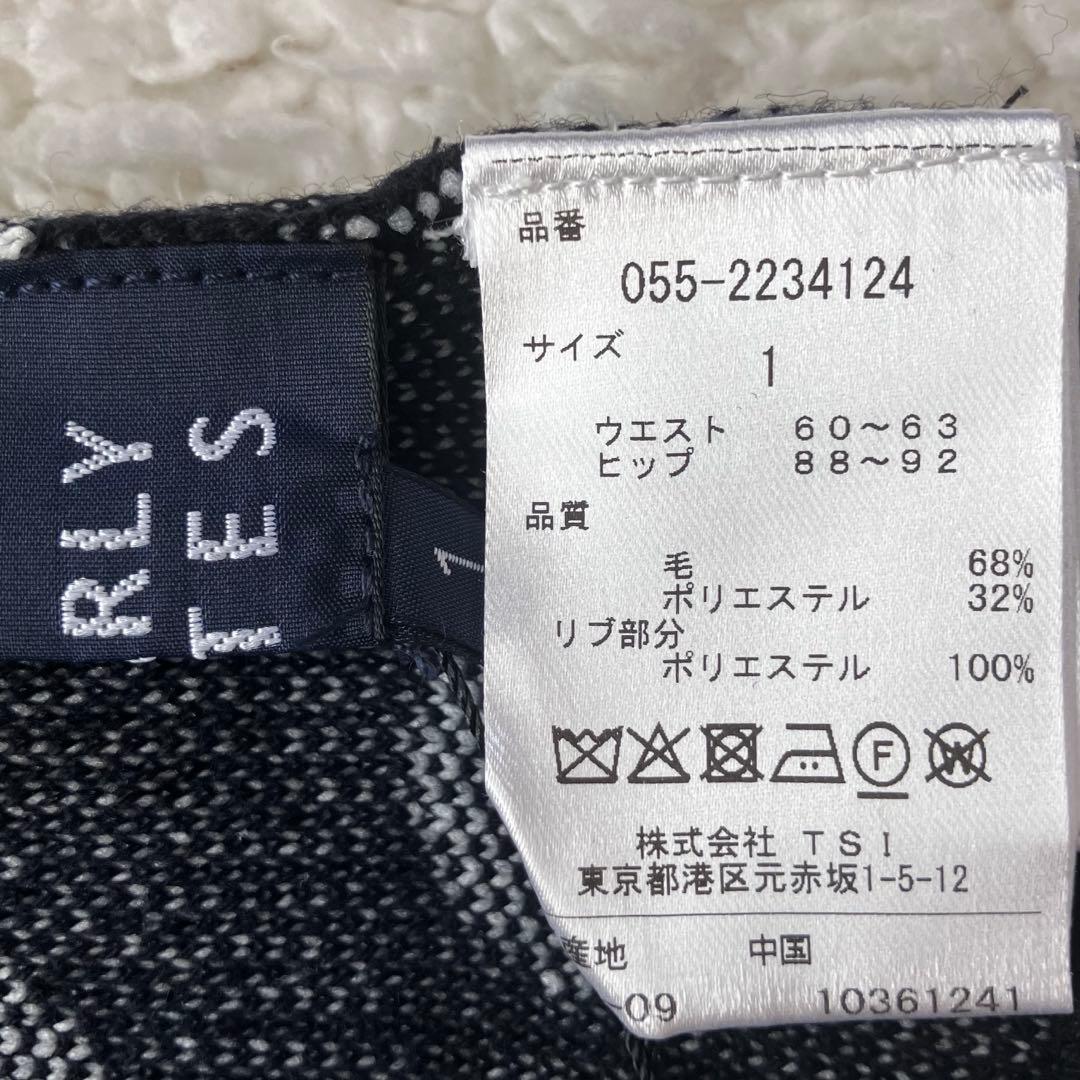 RLY
TES
1
品番
055-2234124
サイズ
1
ウエスト 60～63
ヒップ 88～92
品質
毛 68%
ポリエステル 32%
リブ部分
ポリエステル 100%
F W
株式会社 TSI
東京都港区元赤坂1-5-12
産地 中国
-09 10361241